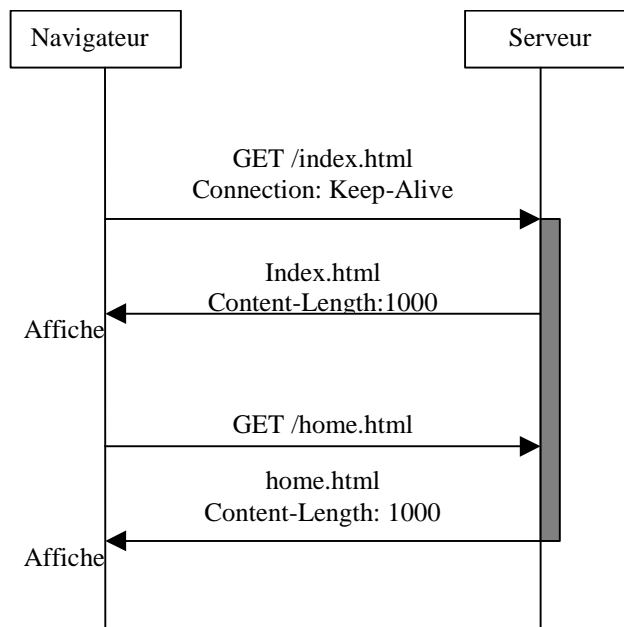 Navigateur
Serveur
GET /index.html
Connection: Keep-Alive
Index.html
Content-Length:1000
Affiche
GET /home.html
home.html
Content-Length: 1000
Affiche